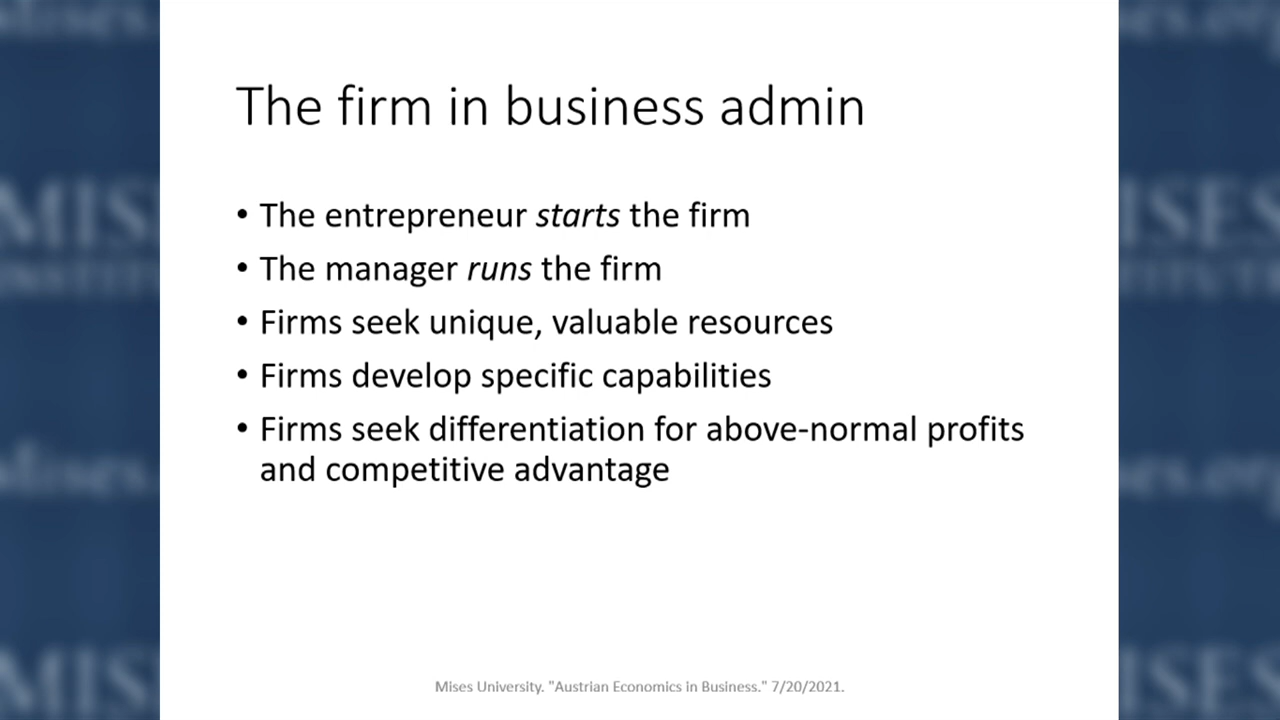 The firm in business admin
• The entrepreneur starts the firm
• The manager runs the firm
• Firms seek unique, valuable resources
• Firms develop specific capabilities
• Firms seek differentiation for above-normal profits
and competitive advantage
Mises University. "Austrian Economics in Business." 7/20/2021.